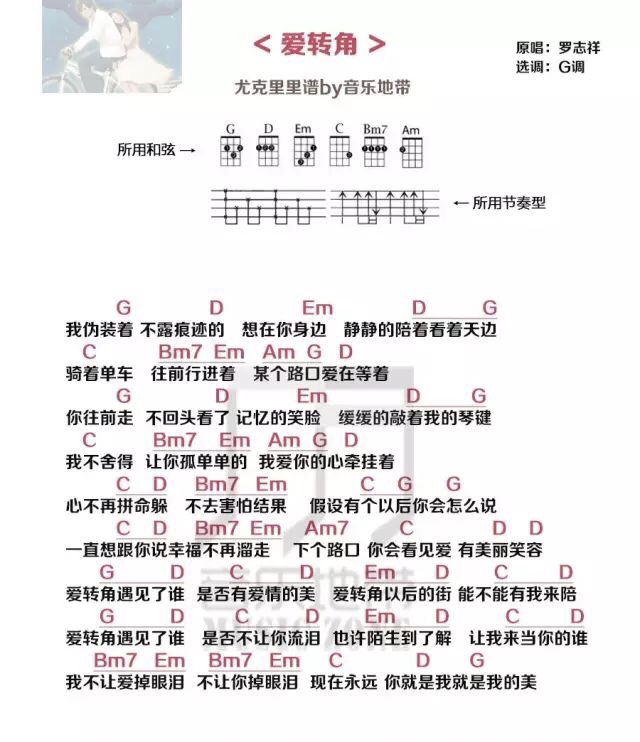 < 爱转角 >
原唱：罗志祥
选调：G调
尤克里里谱by音乐地带
G D Em C Bm7 Am
所用和弦→
←所用节奏型
G D Em D G
我伪装着 不露痕迹的 想在你身边 静静的陪着看着天边
C Bm7 Em Am G D
骑着单车 往前行进着 某个路口爱在等着
G D Em D G
你往前走 不回头看了 记忆的笑脸 缓缓的敲着我的琴键
C Bm7 Em Am G D
我不舍得 让你孤单单的 我爱你的心牵挂着
C D Bm7 Em C G G
心不再拼命躲 不去害怕结果 假设有个以后你会怎么说
C D Bm7 Em Am7 C D D
一直想跟你说幸福不再溜走 下个路口 你会看见爱 有美丽笑容
G D C D Em D C D
爱转角遇见了谁 是否有爱情的美 爱转角以后的街 能不能有我来陪
G D C D Em D C D
爱转角遇见了谁 是否不让你流泪 也许陌生到了解 让我来当你的谁
Bm7 Em Bm7 Em C D G
我不让爱掉眼泪 不让你掉眼泪 现在永远 你就是我就是我的美
音乐地带
MUSIC ZONE